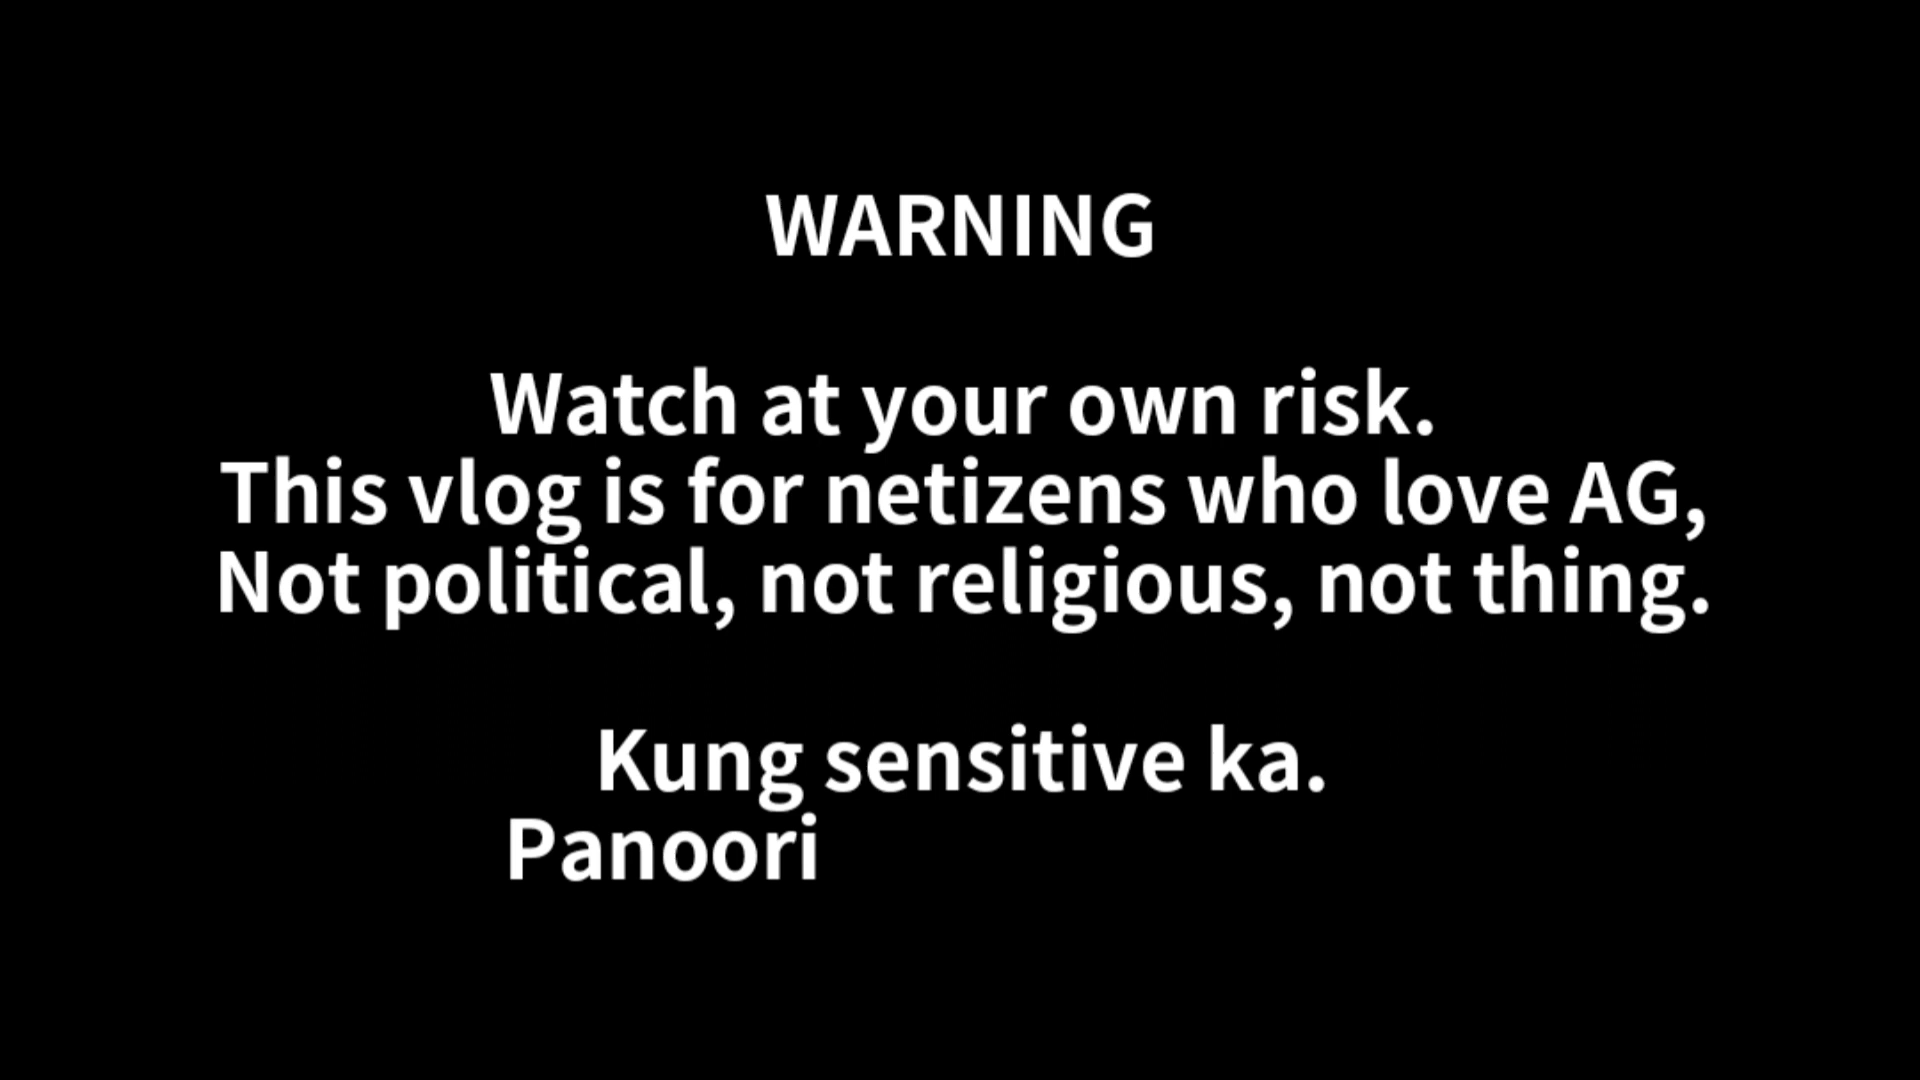 WARNING
Watch at your own risk.
This vlog is for netizens who love AG,
Not political, not religious, not thing.
Kung sensitive ka.
Panoori